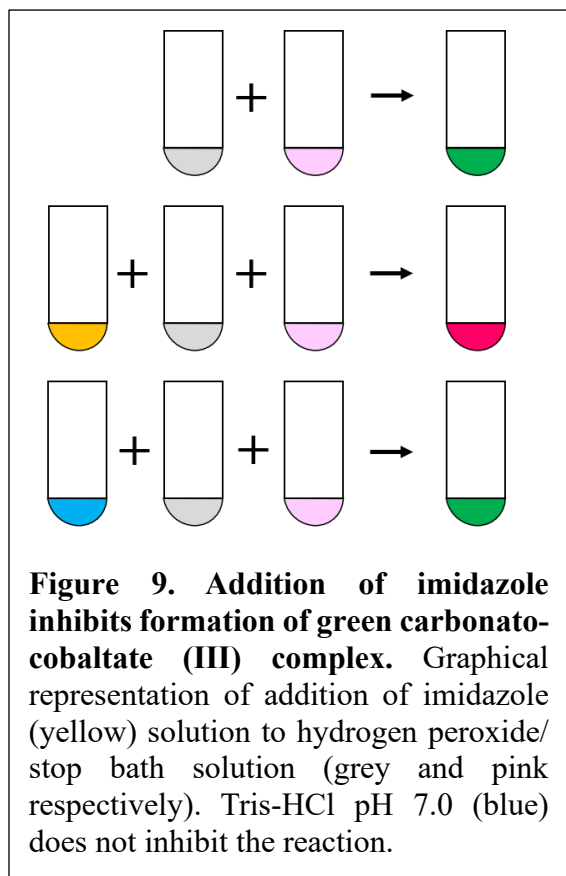 + →
+ + →
+ + →
Figure 9. Addition of imidazole
inhibits formation of green carbonato-
cobaltate (III) complex. Graphical
representation of addition of imidazole
(yellow) solution to hydrogen peroxide/
stop bath solution (grey and pink
respectively). Tris-HCl pH 7.0 (blue)
does not inhibit the reaction.